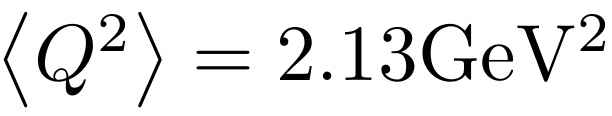 ⟨Q²⟩ = 2.13GeV²